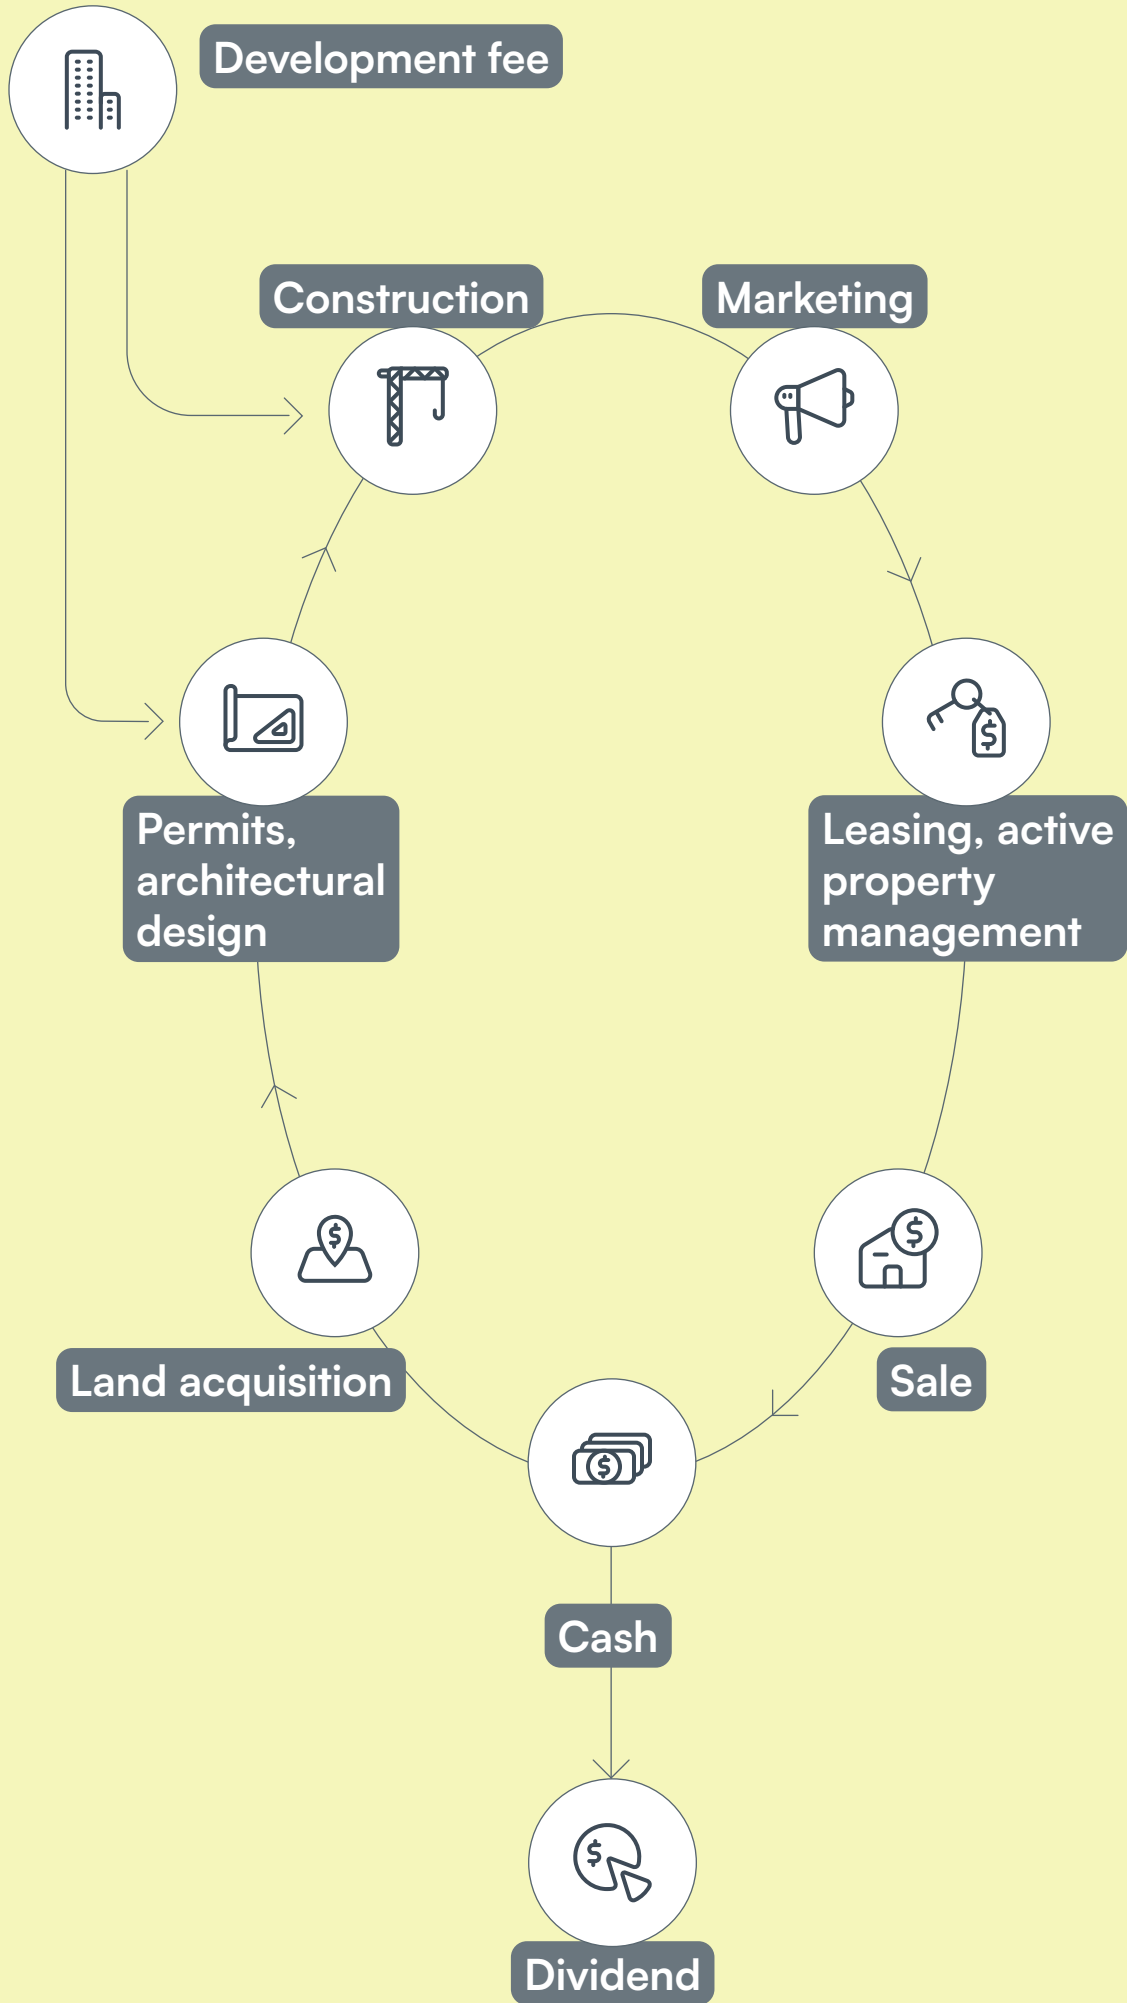 Development fee
Construction
Marketing
Permits,
architectural
design
Leasing, active
property
management
Land acquisition
Sale
Cash
Dividend